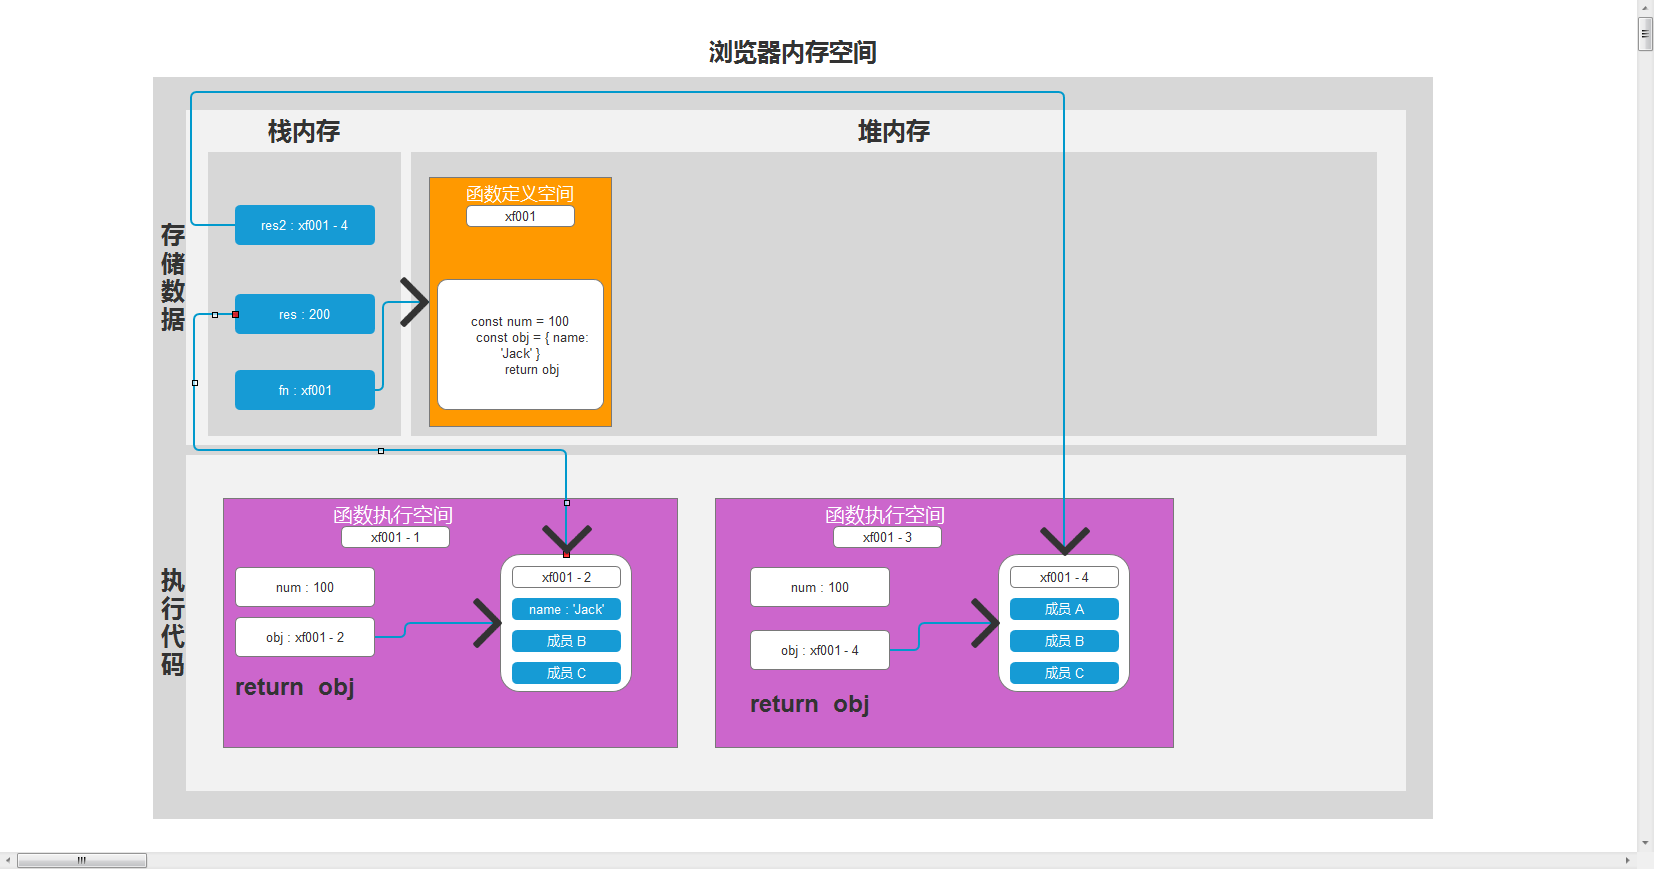 浏览器内存空间
栈内存
堆内存
存
储
数
据
res2 : xf001 - 4
res : 200
fn : xf001
函数定义空间
xf001
const num = 100
const obj = { name:
'Jack' }
return obj
执
行
代
码
函数执行空间
xf001 - 1
num : 100
obj : xf001 - 2
return obj
xf001 - 2
name : 'Jack'
成员 B
成员 C
函数执行空间
xf001 - 3
num : 100
obj : xf001 - 4
return obj
xf001 - 4
成员 A
成员 B
成员 C